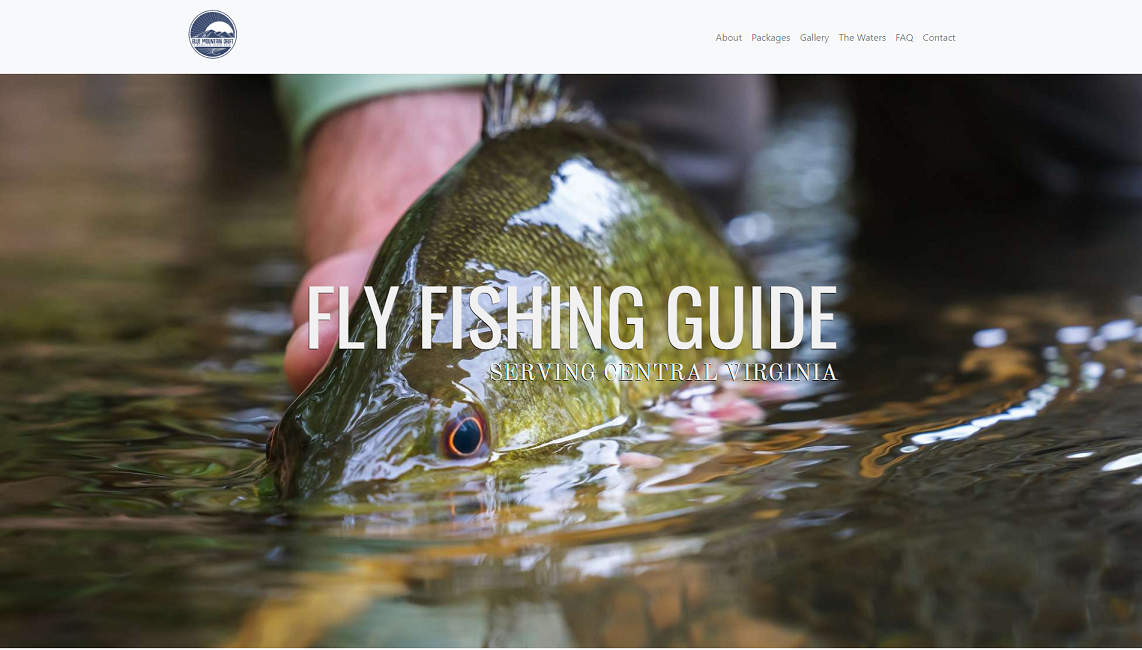 BLUE MOUNTAIN DRIFT
About Packages Gallery The Waters FAQ Contact
FLY FISHING GUIDE
SERVING CENTRAL VIRGINIA